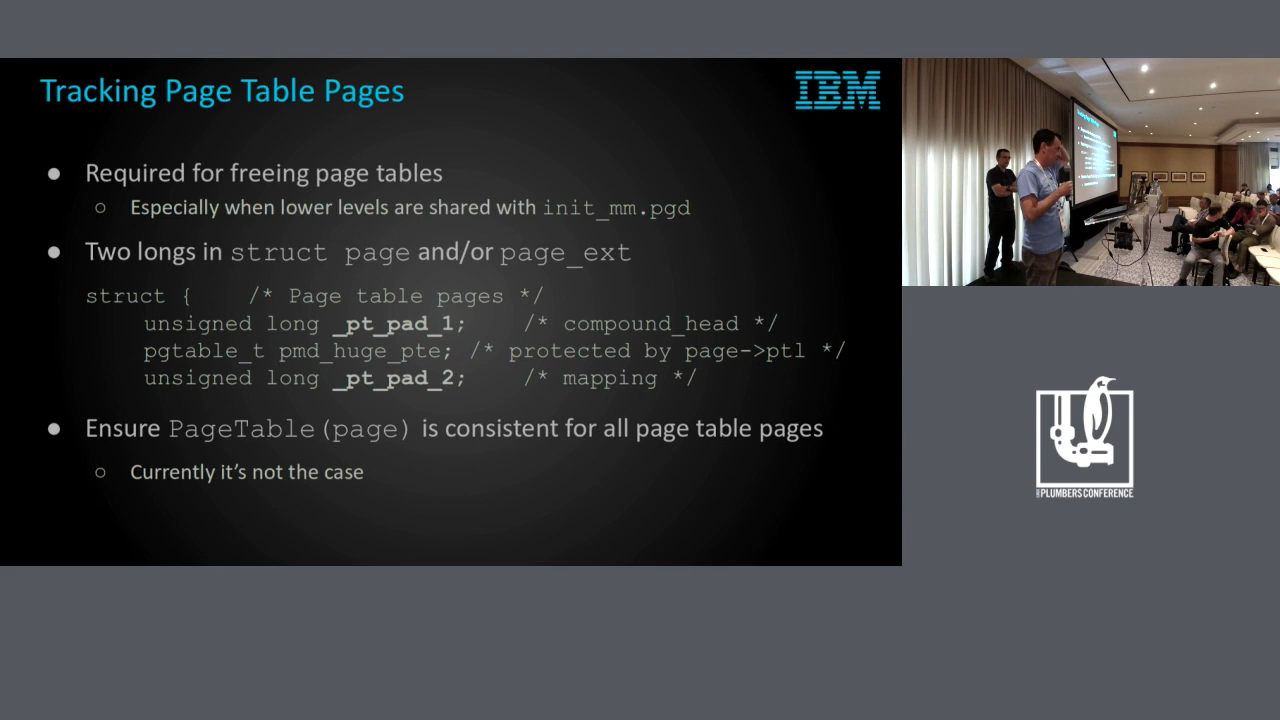 Tracking Page Table Pages
IBM
● Required for freeing page tables
○ Especially when lower levels are shared with init_mm.pgd
● Two longs in struct page and/or page_ext
struct { /* Page table pages */
unsigned long _pt_pad_1; /* compound_head */
pgtable_t pmd_huge_pte; /* protected by page->ptl */
unsigned long _pt_pad_2; /* mapping */
● Ensure PageTable(page) is consistent for all page table pages
○ Currently it's not the case
PLUMBERS CONFERENCE